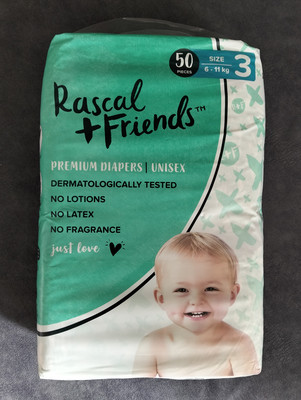 50
PIECES
SIZE
6 - 11 kg
3
Rascal
+Friends™
PREMIUM DIAPERS | UNISEX
DERMATOLOGICALLY TESTED
NO LOTIONS
NO LATEX
NO FRAGRANCE
just love